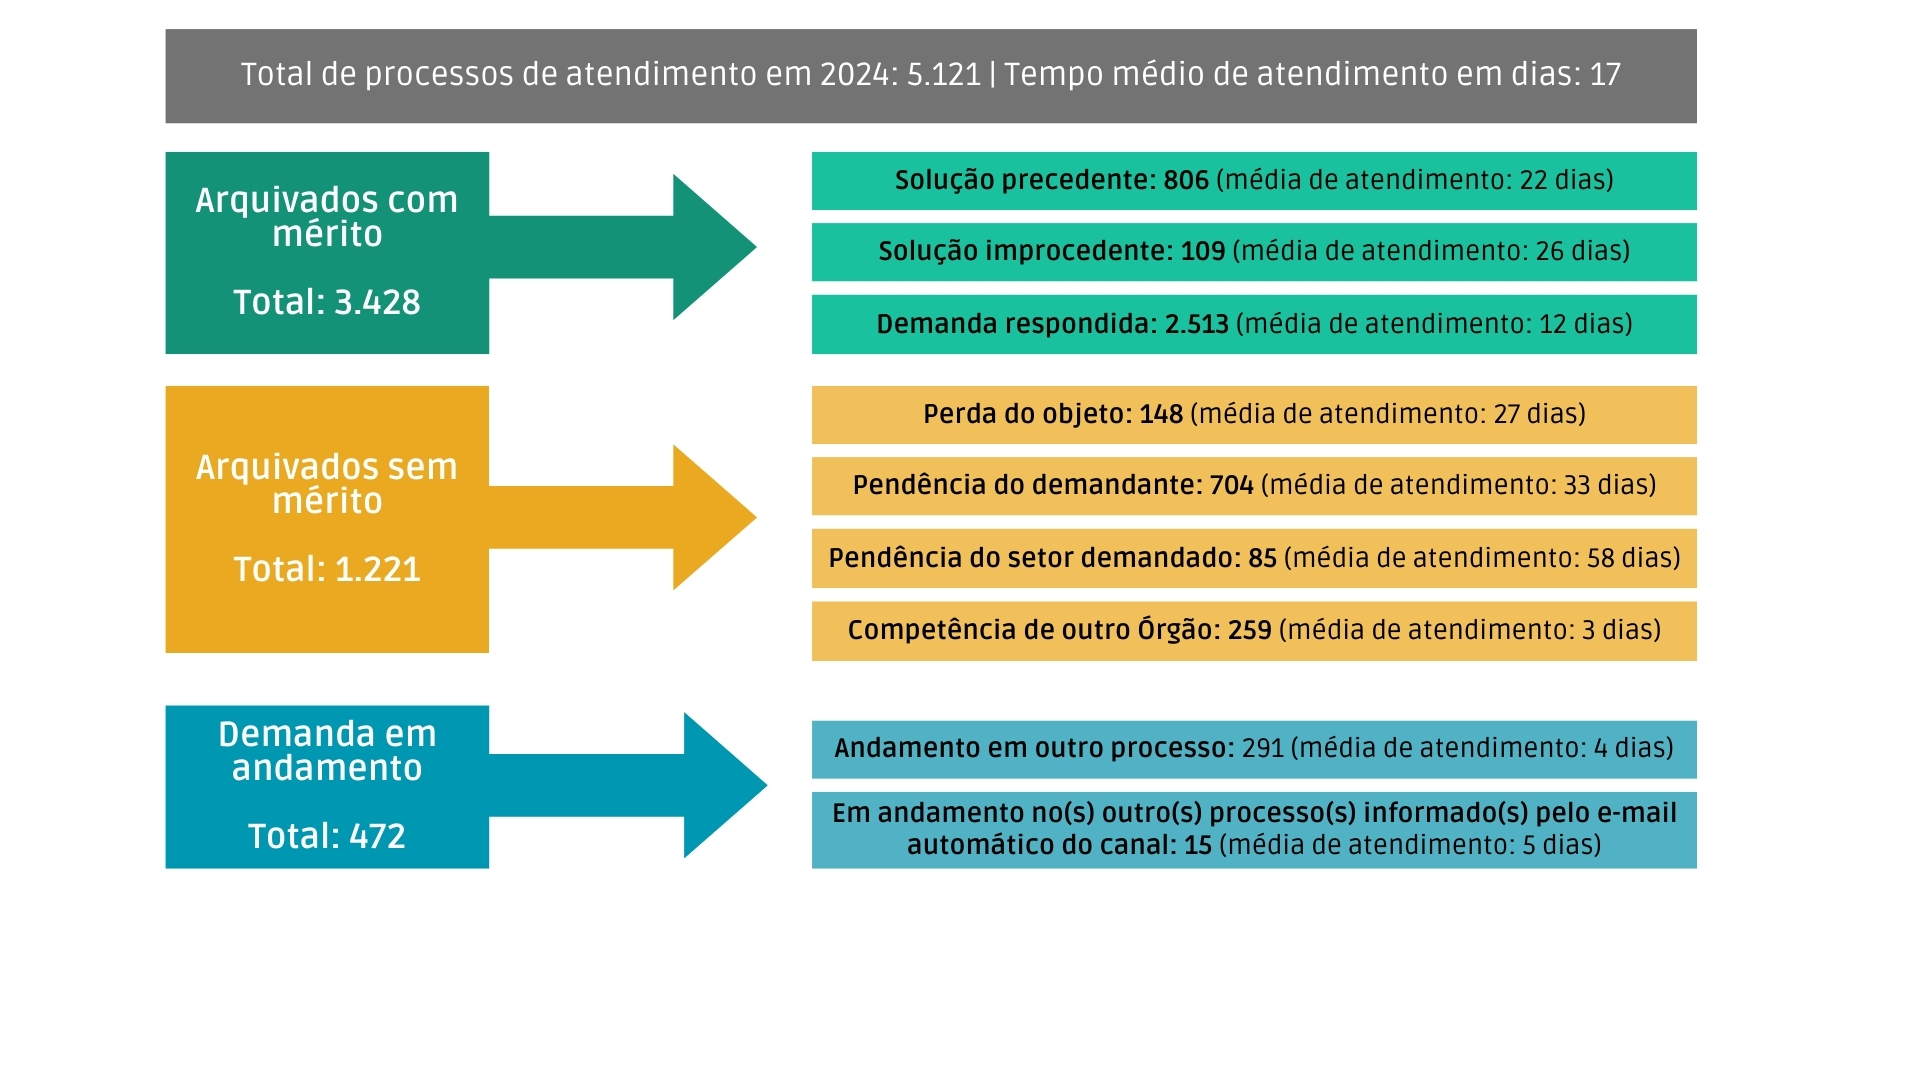 Total de processos de atendimento em 2024: 5.121 | Tempo médio de atendimento em dias: 17
Arquivados com
mérito
Total: 3.428
Solução precedente: 806 (média de atendimento: 22 dias)
Solução improcedente: 109 (média de atendimento: 26 dias)
Demanda respondida: 2.513 (média de atendimento: 12 dias)
Arquivados sem
mérito
Total: 1.221
Perda do objeto: 148 (média de atendimento: 27 dias)
Pendência do demandante: 704 (média de atendimento: 33 dias)
Pendência do setor demandado: 85 (média de atendimento: 58 dias)
Competência de outro Órgão: 259 (média de atendimento: 3 dias)
Demanda em
andamento
Total: 472
Andamento em outro processo: 291 (média de atendimento: 4 dias)
Em andamento no(s) outro(s) processo(s) informado(s) pelo e-mail
automático do canal: 15 (média de atendimento: 5 dias)